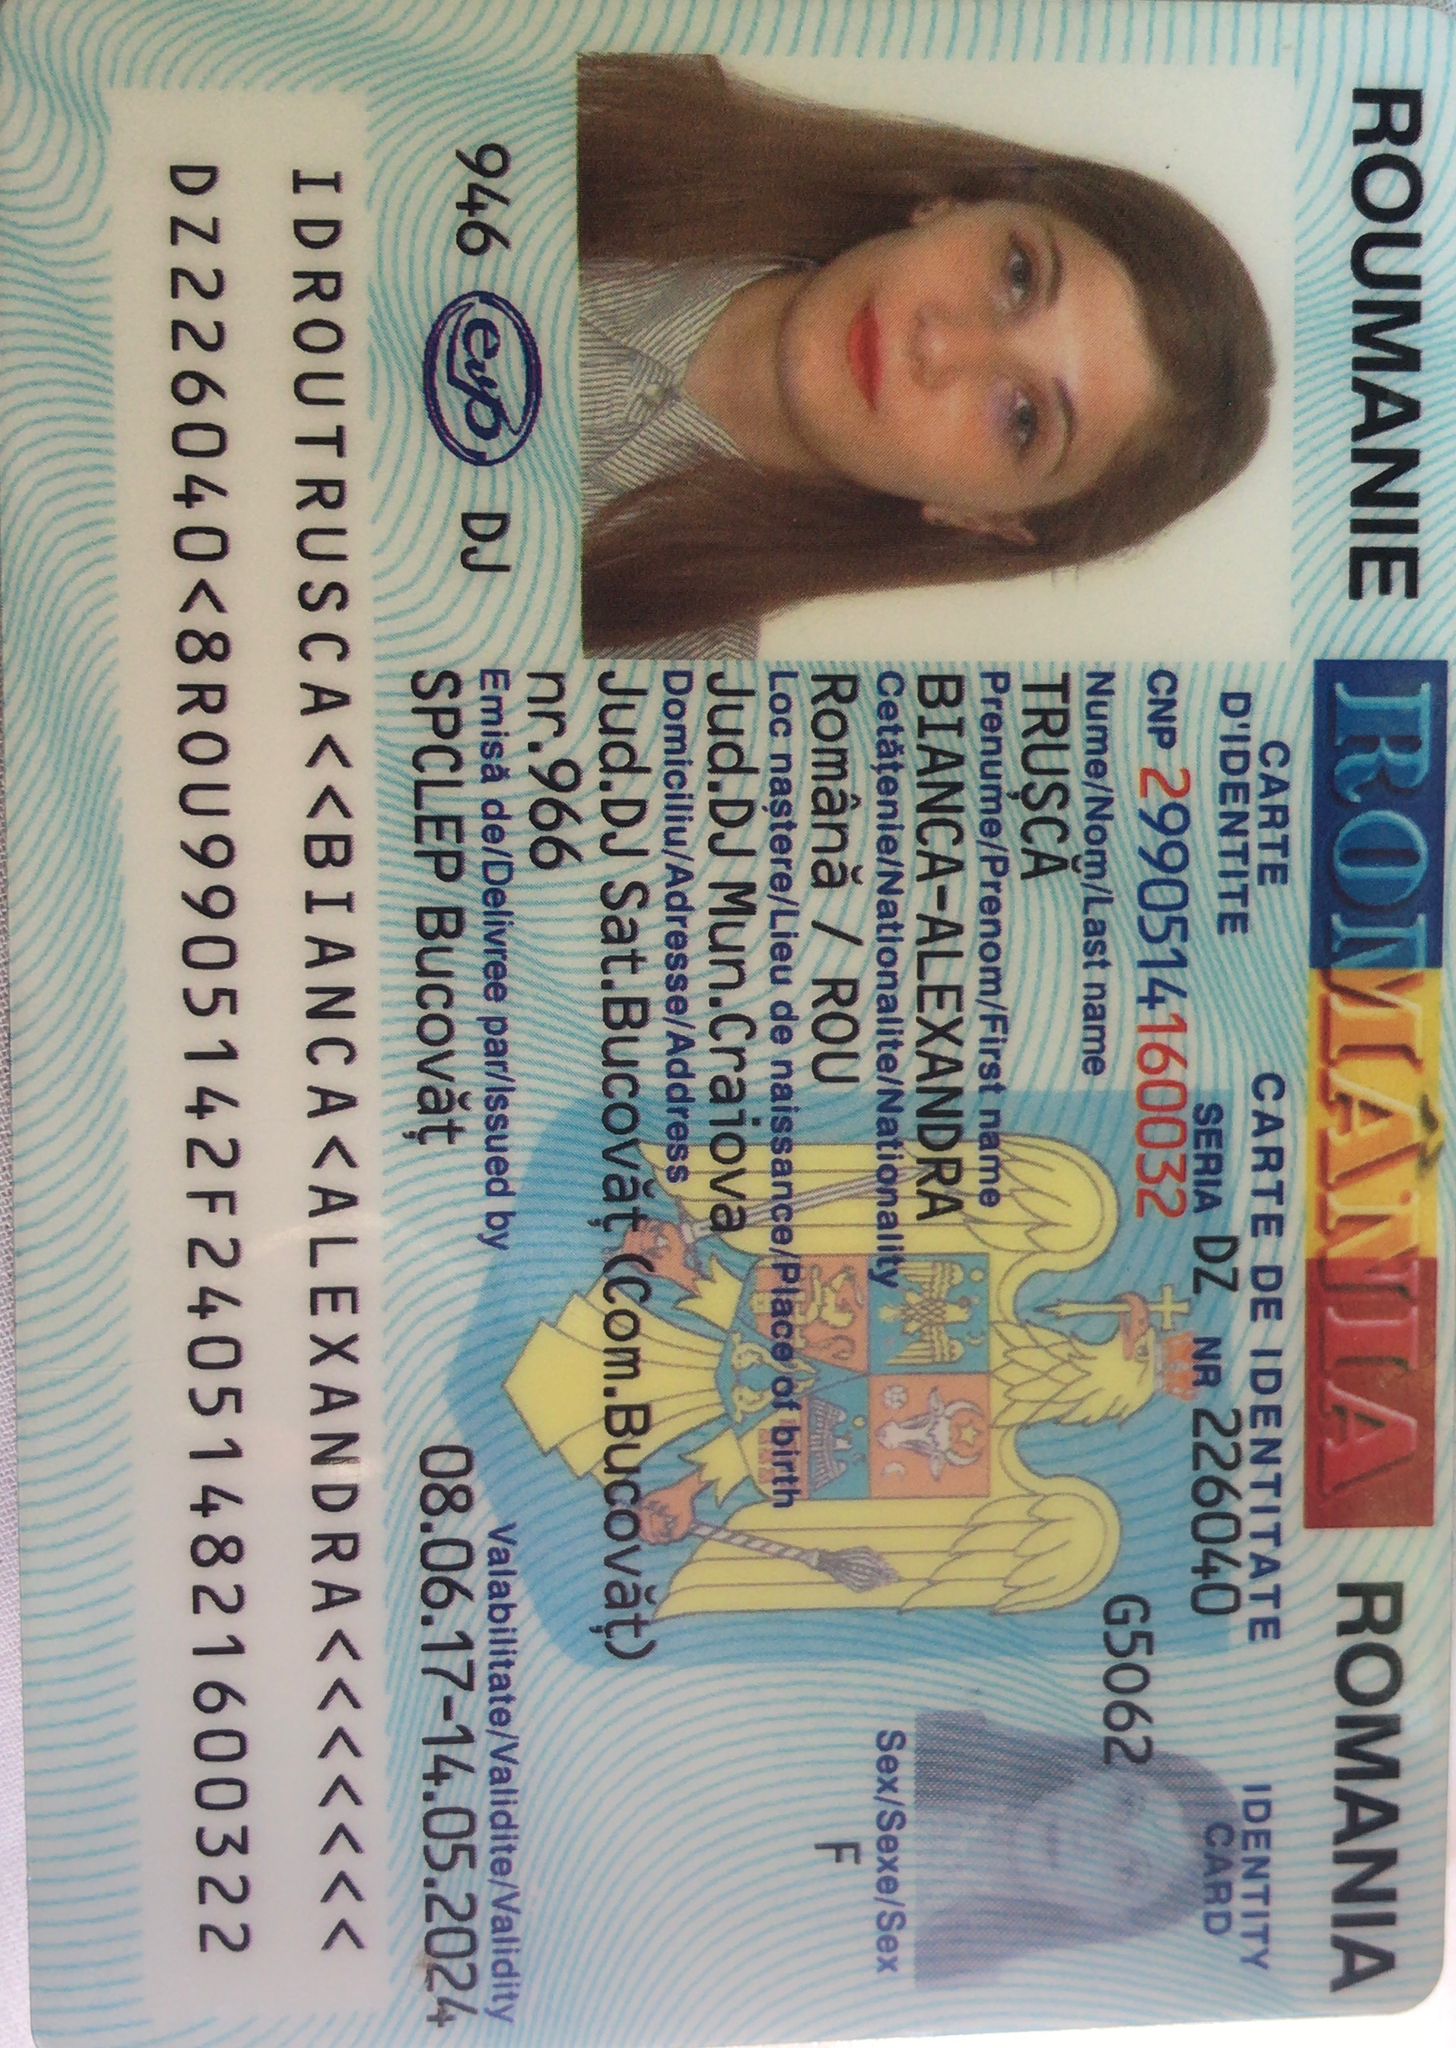 ROUMANIE ROMÂNIA ROMANIA
CARTE D'IDENTITE
CARTE DE IDENTITATE
IDENTITY CARD
SERIA DZ NR 226040
CNP 2990514160032
G5062
Nume/Nom/Last name
TRUȘCĂ
Prenume/Prenom/First name
BIANCA-ALEXANDRA
Cetățenie/Nationalite/Nationality
Sex/Sexe/Sex
Română / ROU
F
Loc naștere/Lieu de naissance/Place of birth
Jud.DJ Mun.Craiova
Domiciliu/Adresse/Address
Jud.DJ Sat.Bucovăț (Com.Bucovăț)
nr.966
Emisă de/Delivree par/Issued by
Valabilitate/Validite/Validity
SPCLEP Bucovăț
08.06.17-14.05.2024
946 evp DJ
IDROUTRUSCA<<BIANCA<ALEXANDRA<<<<<<<
DZ226040<8ROU9905142F240514821600322